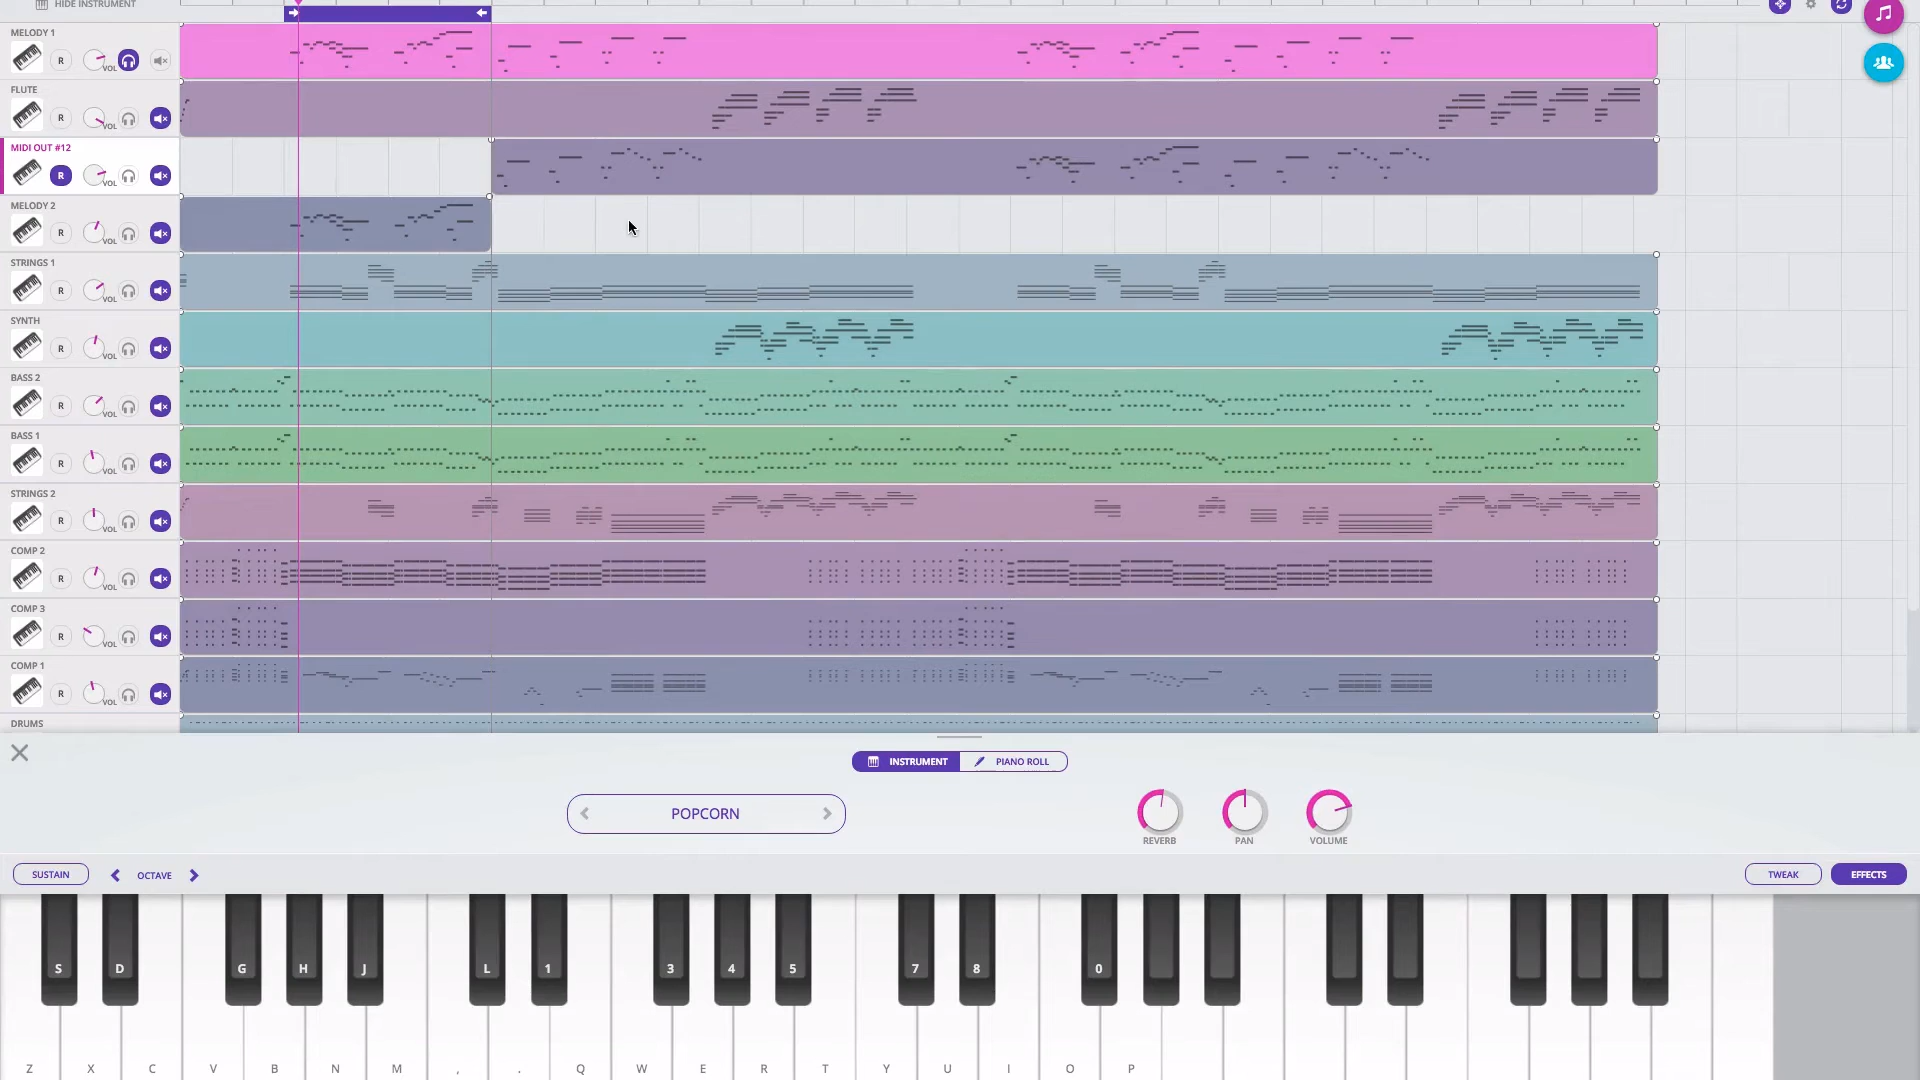 HIDE INSTRUMENT
MELODY 1
R
VOL
FLUTE
R
VOL
MIDI OUT #12
R
VOL
MELODY 2
R
VOL
STRINGS 1
R
VOL
SYNTH
R
VOL
BASS 2
R
VOL
BASS 1
R
VOL
STRINGS 2
R
VOL
COMP 2
R
VOL
COMP 3
R
VOL
COMP 1
R
VOL
DRUMS
INSTRUMENT
PIANO ROLL
POPCORN
REVERB
PAN
VOLUME
SUSTAIN
OCTAVE
TWEAK
EFFECTS
S D G H J L 1 3 4 5 7 8 0
Z X C V B N M , . Q W E R T Y U I O P